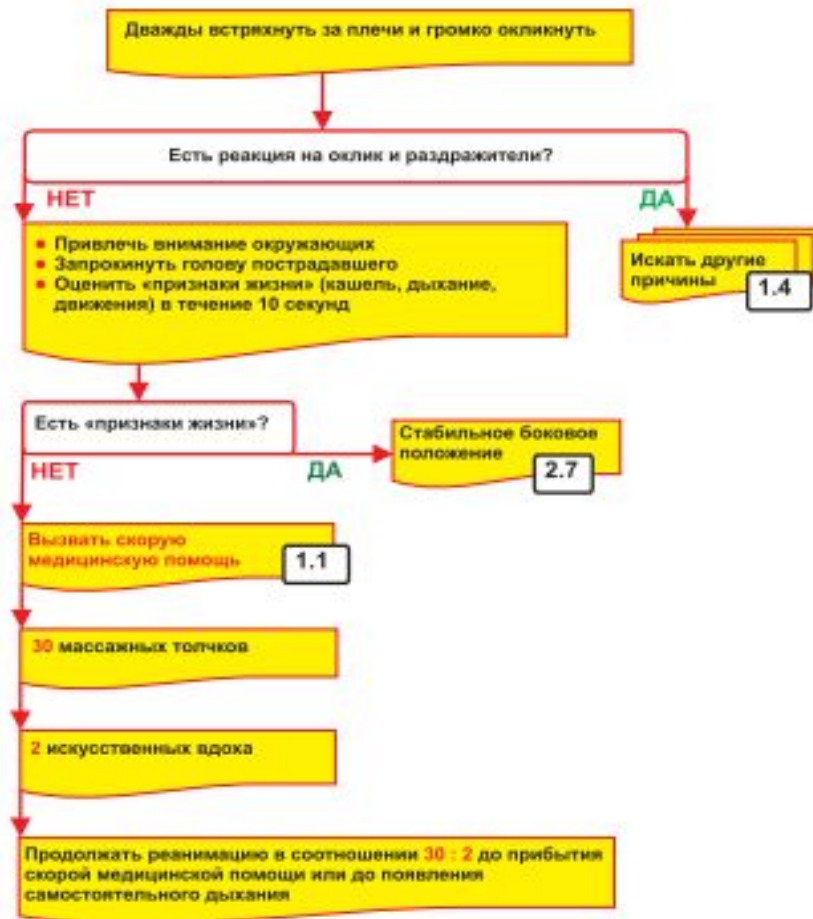 Дважды встряхнуть за плечи и громко окликнуть
Есть реакция на оклик и раздражители?
НЕТ
ДА
• Привлечь внимание окружающих
• Запрокинуть голову пострадавшего
• Оценить «признаки жизни» (кашель, дыхание,
движения) в течение 10 секунд
Искать другие
причины
1.4
Есть «признаки жизни»?
НЕТ
ДА
Стабильное боковое
положение
2.7
Вызвать скорую
медицинскую помощь
1.1
30 массажных толчков
2 искусственных вдоха
Продолжать реанимацию в соотношении 30 : 2 до прибытия
скорой медицинской помощи или до появления
самостоятельного дыхания